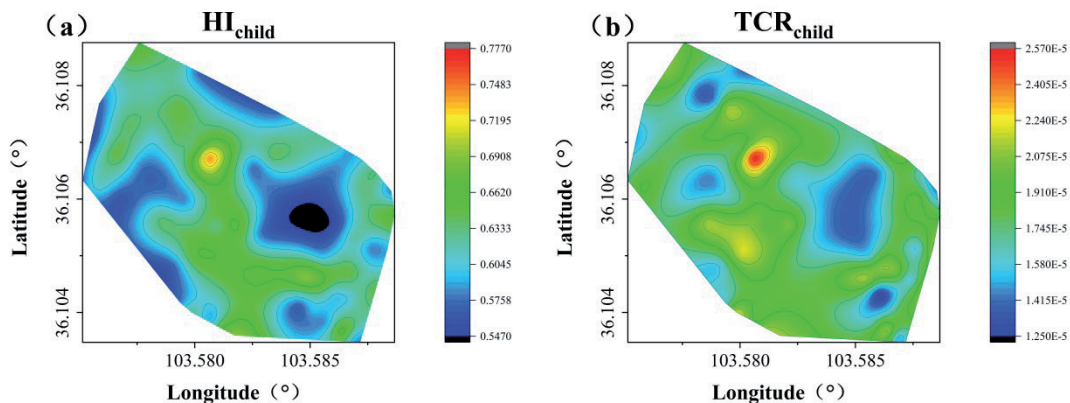 （a）
HIchild
36.108
36.106
36.104
Latitude（°）
103.580
103.585
Longitude（°）
0.7770
0.7483
0.7195
0.6908
0.6620
0.6333
0.6045
0.5758
0.5470
（b）
TCRchild
36.108
36.106
36.104
Latitude（°）
103.580
103.585
Longitude（°）
2.570E-5
2.405E-5
2.240E-5
2.075E-5
1.910E-5
1.745E-5
1.580E-5
1.415E-5
1.250E-5